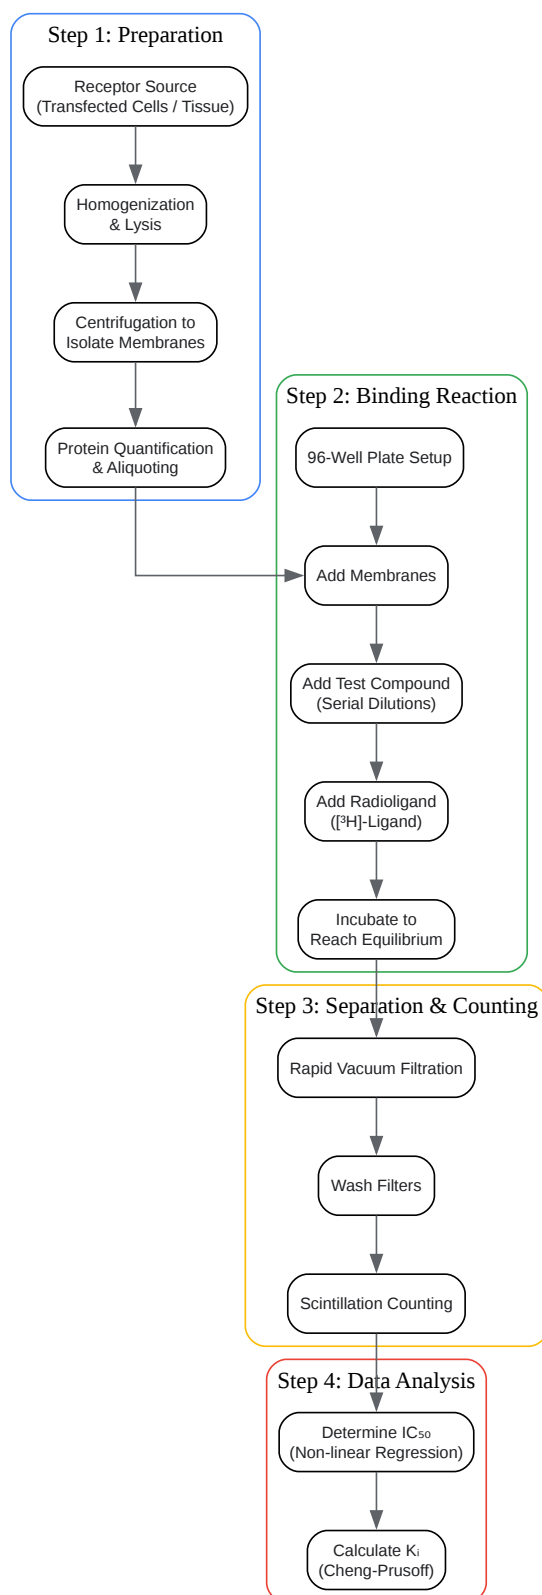 Step 1: Preparation
Receptor Source
(Transfected Cells / Tissue)
Homogenization
& Lysis
Centrifugation to
Isolate Membranes
Protein Quantification
& Aliquoting
Step 2: Binding Reaction
96-Well Plate Setup
Add Membranes
Add Test Compound
(Serial Dilutions)
Add Radioligand
([³H]-Ligand)
Incubate to
Reach Equilibrium
Step 3: Separation & Counting
Rapid Vacuum Filtration
Wash Filters
Scintillation Counting
Step 4: Data Analysis
Determine IC₅₀
(Non-linear Regression)
Calculate Kᵢ
(Cheng-Prusoff)